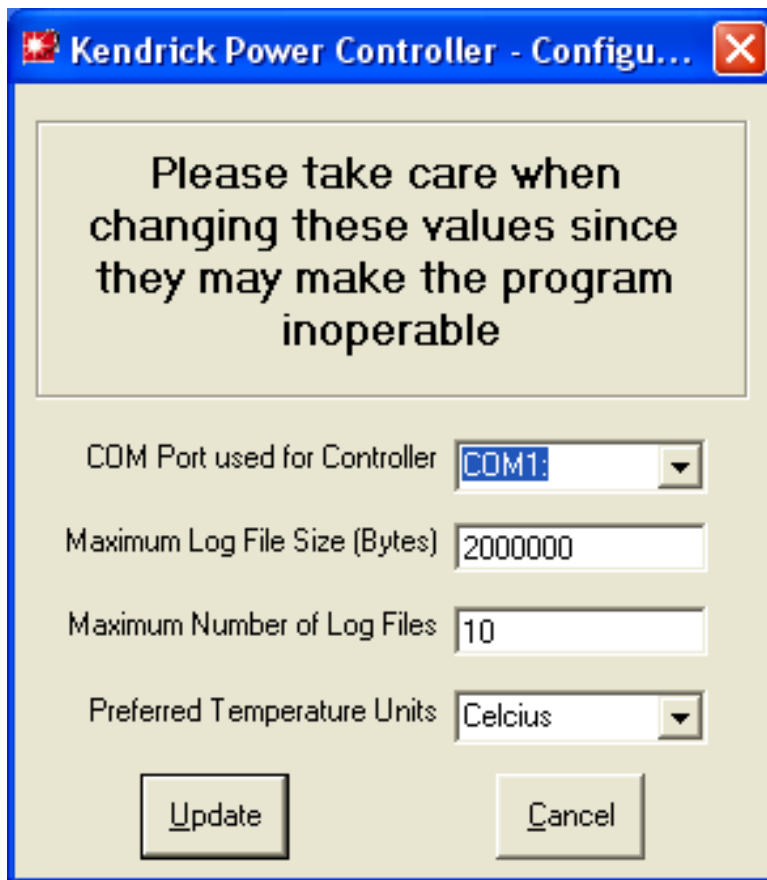 Kendrick Power Controller - Configu...
Please take care when
changing these values since
they may make the program
inoperable
COM Port used for Controller COM1:
Maximum Log File Size (Bytes) 2000000
Maximum Number of Log Files 10
Preferred Temperature Units Celcius
Update Cancel